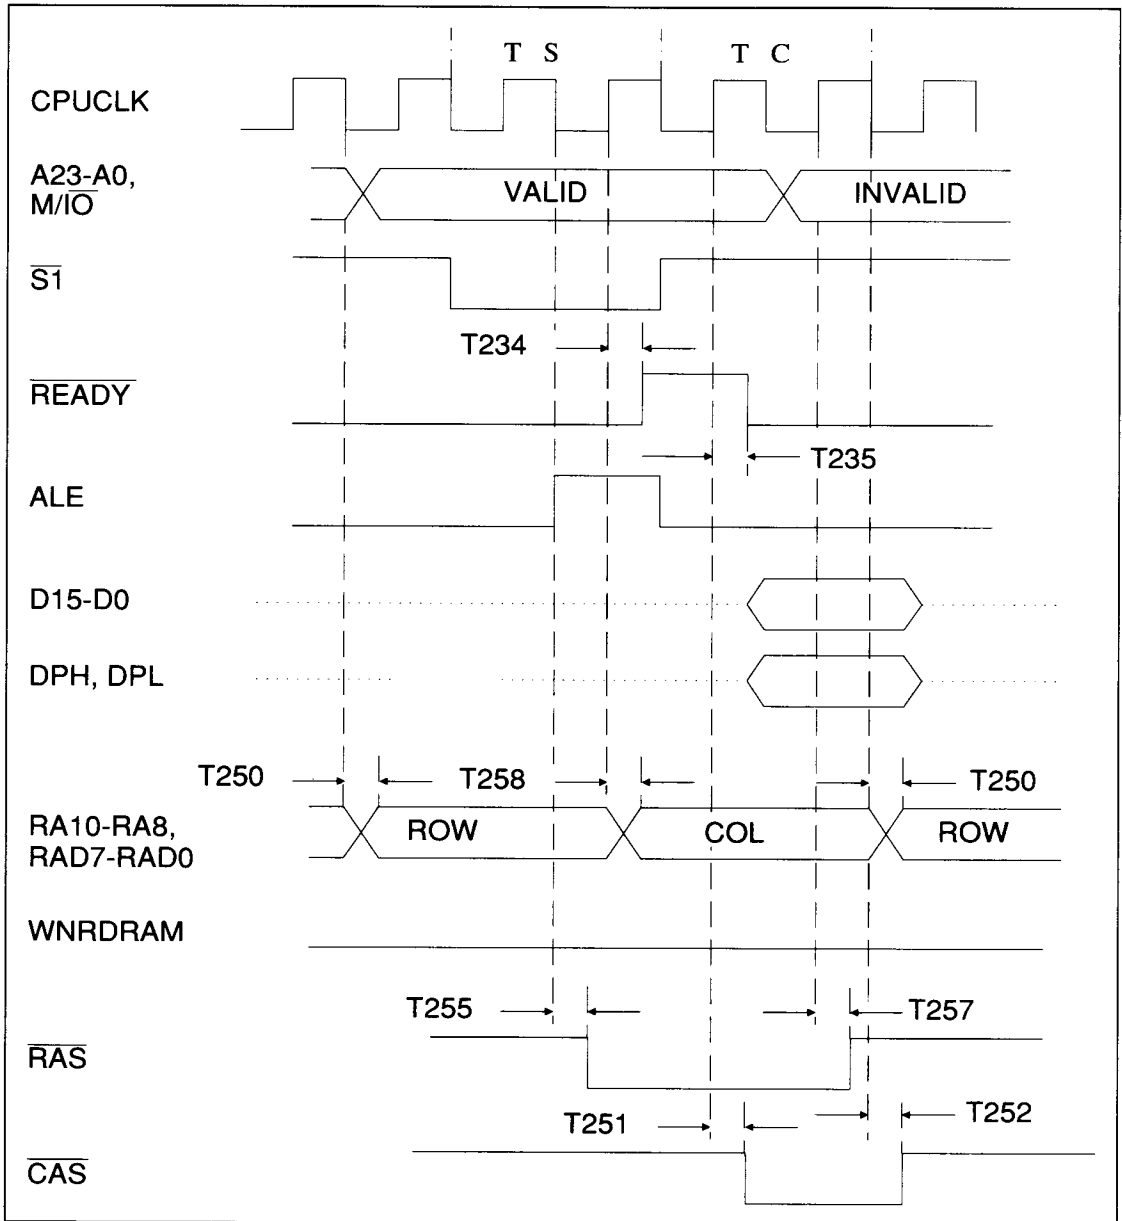 T S T C
CPUCLK
A23-A0,
M/IO
VALID INVALID
S1
T234
READY
T235
ALE
D15-D0
DPH, DPL
T250 T258 T250
RA10-RA8,
RAD7-RAD0
ROW COL ROW
WNRDRAM
T255 T257
RAS
T251 T252
CAS